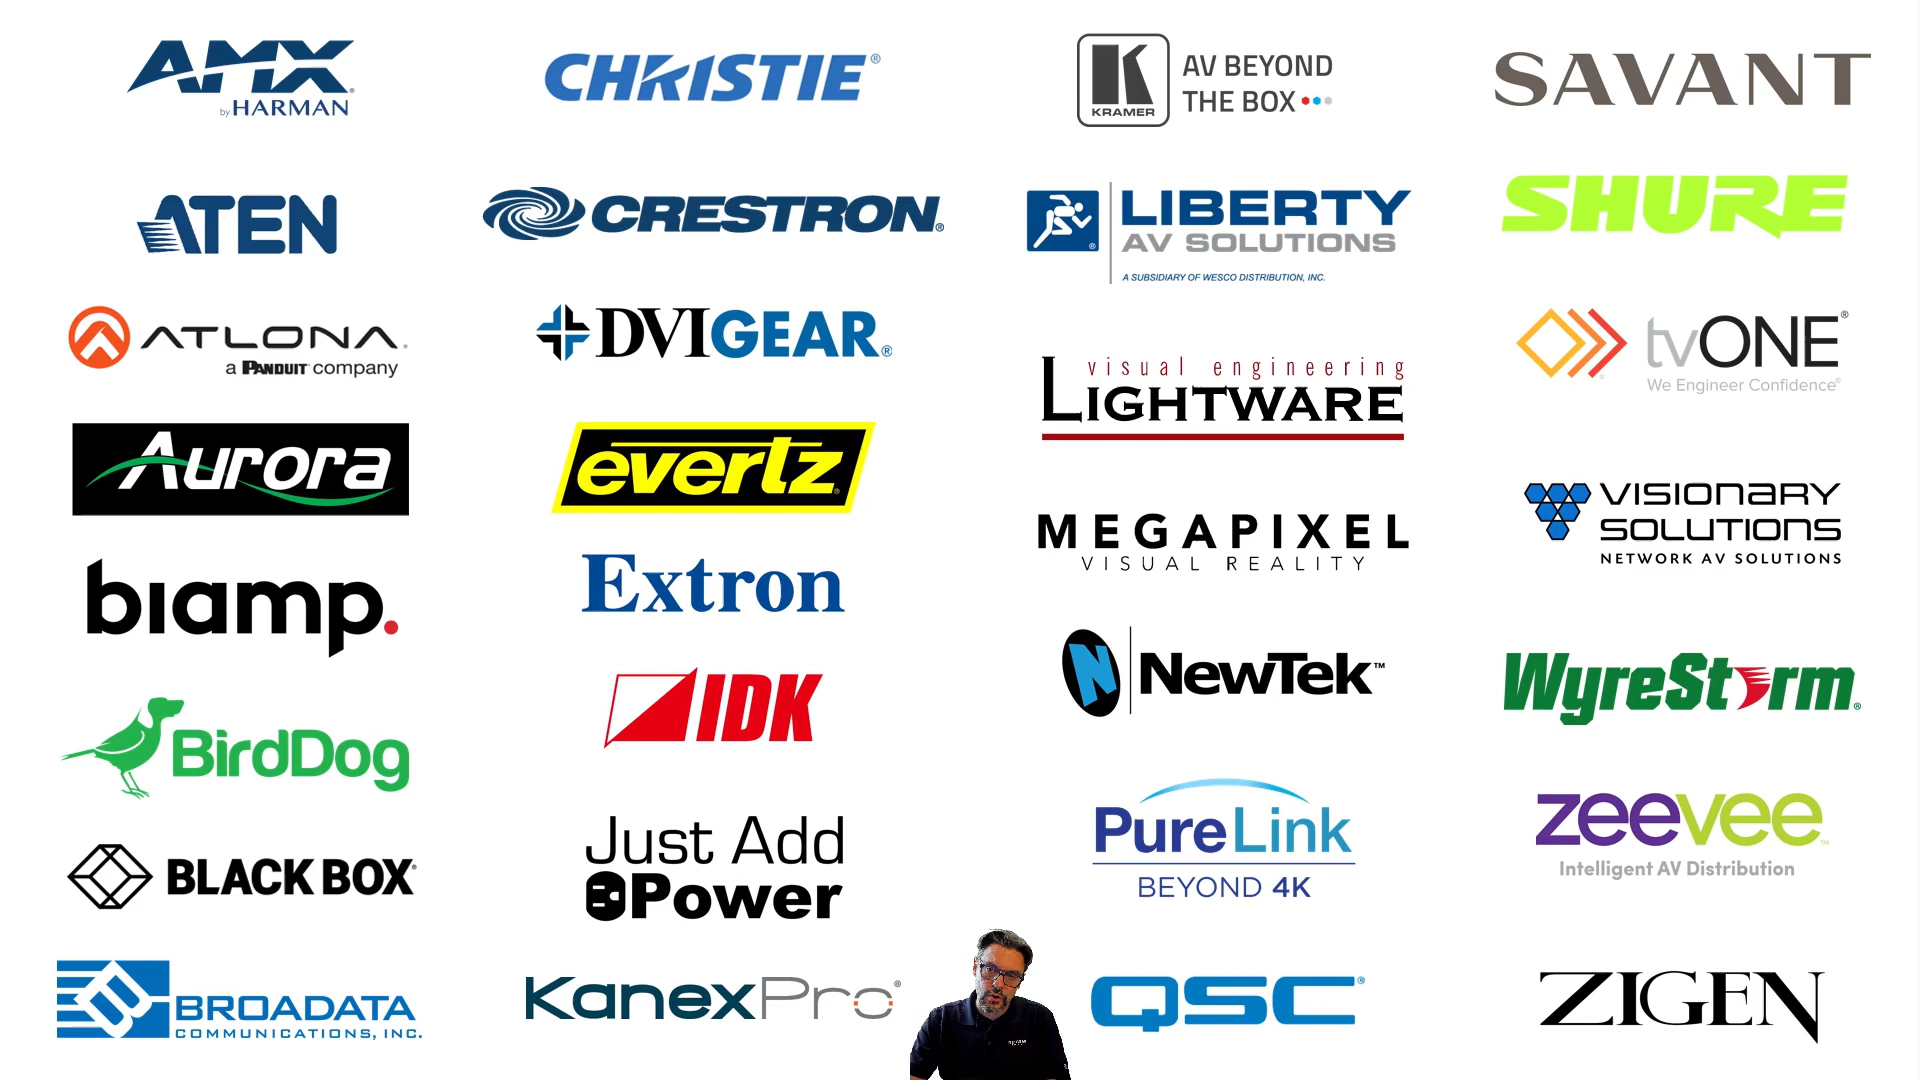 AMX
by HARMAN
ATEN
ATLONA
a PANDUIT company
Aurora
biamp.
BirdDog
BLACK BOX
BROADATA
COMMUNICATIONS, INC.
CHRISTIE®
CRESTRON®
DVIGEAR®
evertz
Extron
IDK
Just Add
Power
KanexPro®
KRAMER
AV BEYOND
THE BOX
LIBERTY
AV SOLUTIONS
A SUBSIDIARY OF WESCO DISTRIBUTION, INC.
visual engineering
LIGHTWARE
MEGAPIXEL
VISUAL REALITY
NewTek™
PureLink
BEYOND 4K
QSC®
SAVANT
SHURE
tvONE®
We Engineer Confidence®
VISIONARY
SOLUTIONS
NETWORK AV SOLUTIONS
WyreStorm®
zeevee™
Intelligent AV Distribution
ZIGEN